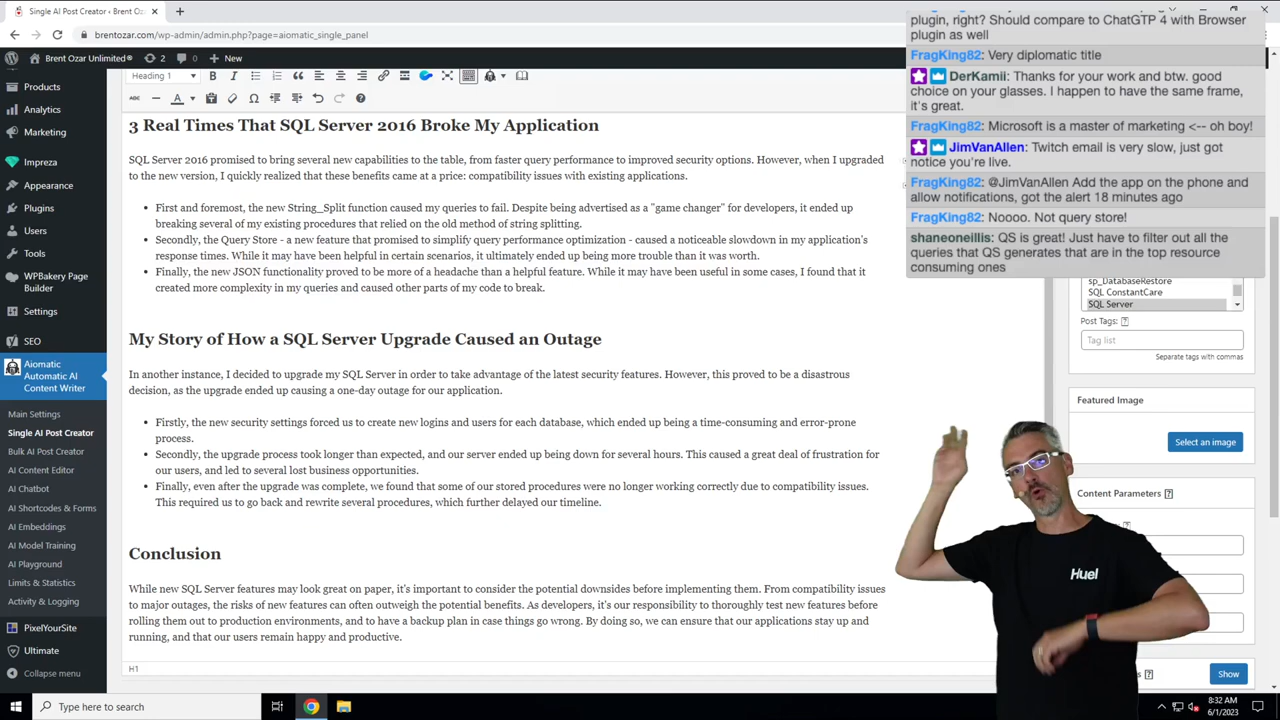 Single AI Post Creator ‹ Brent Oz
brentozar.com/wp-admin/admin.php?page=aiomatic_single_panel
Brent Ozar Unlimited®
2
0
New
Products
Analytics
Marketing
Impreza
Appearance
Plugins
Users
Tools
WPBakery Page
Builder
Settings
SEO
Aiomatic
Automatic AI
Content Writer
Main Settings
Single AI Post Creator
Bulk AI Post Creator
AI Content Editor
AI Chatbot
AI Shortcodes & Forms
AI Embeddings
AI Model Training
AI Playground
Limits & Statistics
Activity & Logging
PixelYourSite
Ultimate
Collapse menu
Heading 1
3 Real Times That SQL Server 2016 Broke My Application
SQL Server 2016 promised to bring several new capabilities to the table, from faster query performance to improved security options. However, when I upgraded
to the new version, I quickly realized that these benefits came at a price: compatibility issues with existing applications.
First and foremost, the new String_Split function caused my queries to fail. Despite being advertised as a "game changer" for developers, it ended up
breaking several of my existing procedures that relied on the old method of string splitting.
Secondly, the Query Store - a new feature that promised to simplify query performance optimization - caused a noticeable slowdown in my application's
response times. While it may have been helpful in certain scenarios, it ultimately ended up being more trouble than it was worth.
Finally, the new JSON functionality proved to be more of a headache than a helpful feature. While it may have been useful in some cases, I found that it
created more complexity in my queries and caused other parts of my code to break.
My Story of How a SQL Server Upgrade Caused an Outage
In another instance, I decided to upgrade my SQL Server in order to take advantage of the latest security features. However, this proved to be a disastrous
decision, as the upgrade ended up causing a one-day outage for our application.
Firstly, the new security settings forced us to create new logins and users for each database, which ended up being a time-consuming and error-prone
process.
Secondly, the upgrade process took longer than expected, and our server ended up being down for several hours. This caused a great deal of frustration for
our users, and led to several lost business opportunities.
Finally, even after the upgrade was complete, we found that some of our stored procedures were no longer working correctly due to compatibility issues.
This required us to go back and rewrite several procedures, which further delayed our timeline.
Conclusion
While new SQL Server features may look great on paper, it's important to consider the potential downsides before implementing them. From compatibility issues
to major outages, the risks of new features can often outweigh the potential benefits. As developers, it's our responsibility to thoroughly test new features before
rolling them out to production environments, and to have a backup plan in case things go wrong. By doing so, we can ensure that our applications stay up and
running, and that our users remain happy and productive.
H1
plugin, right? Should compare to ChatGTP 4 with Browser
plugin as well
FragKing82: Very diplomatic title
DerKamii: Thanks for your work and btw. good
choice on your glasses. I happen to have the same frame,
it's great.
FragKing82: Microsoft is a master of marketing <-- oh boy!
JimVanAllen: Twitch email is very slow, just got
notice you're live.
FragKing82: @JimVanAllen Add the app on the phone and
allow notifications, got the alert 18 minutes ago
FragKing82: Noooo. Not query store!
shaneoneillis: QS is great! Just have to filter out all the
queries that QS generates that are in the top resource
consuming ones
sp_DatabaseRestore
SQL ConstantCare
SQL Server
Post Tags: [?]
Tag list
Separate tags with commas
Featured Image
Select an image
Content Parameters [?]
Show
Huel
Type here to search
8:32 AM
6/1/2023